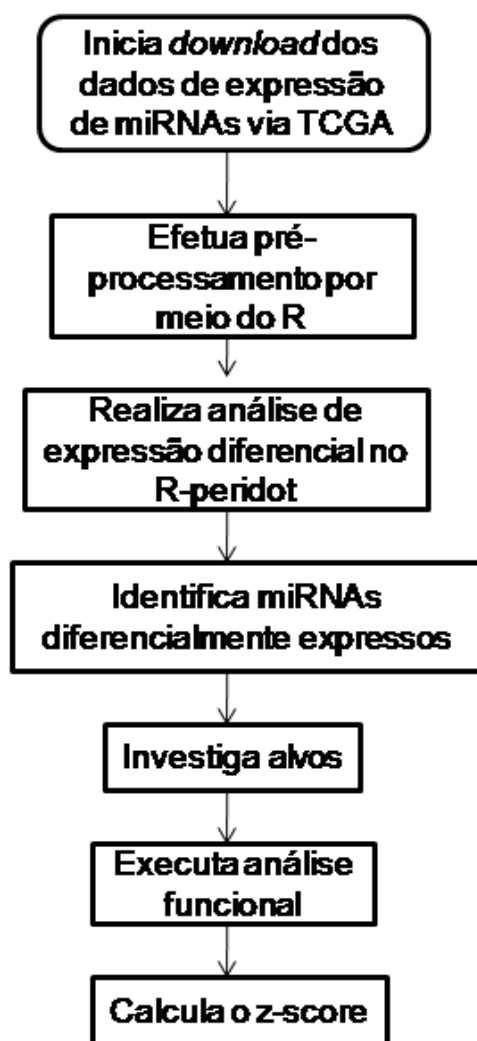 Inicia download dos
dados de expressão
de miRNAs via TCGA
Efetua pré-
processamento por
meio do R
Realiza análise de
expressão diferencial no
R-peridot
Identifica miRNAs
diferencialmente expressos
Investiga alvos
Executa análise
funcional
Calcula o z-score